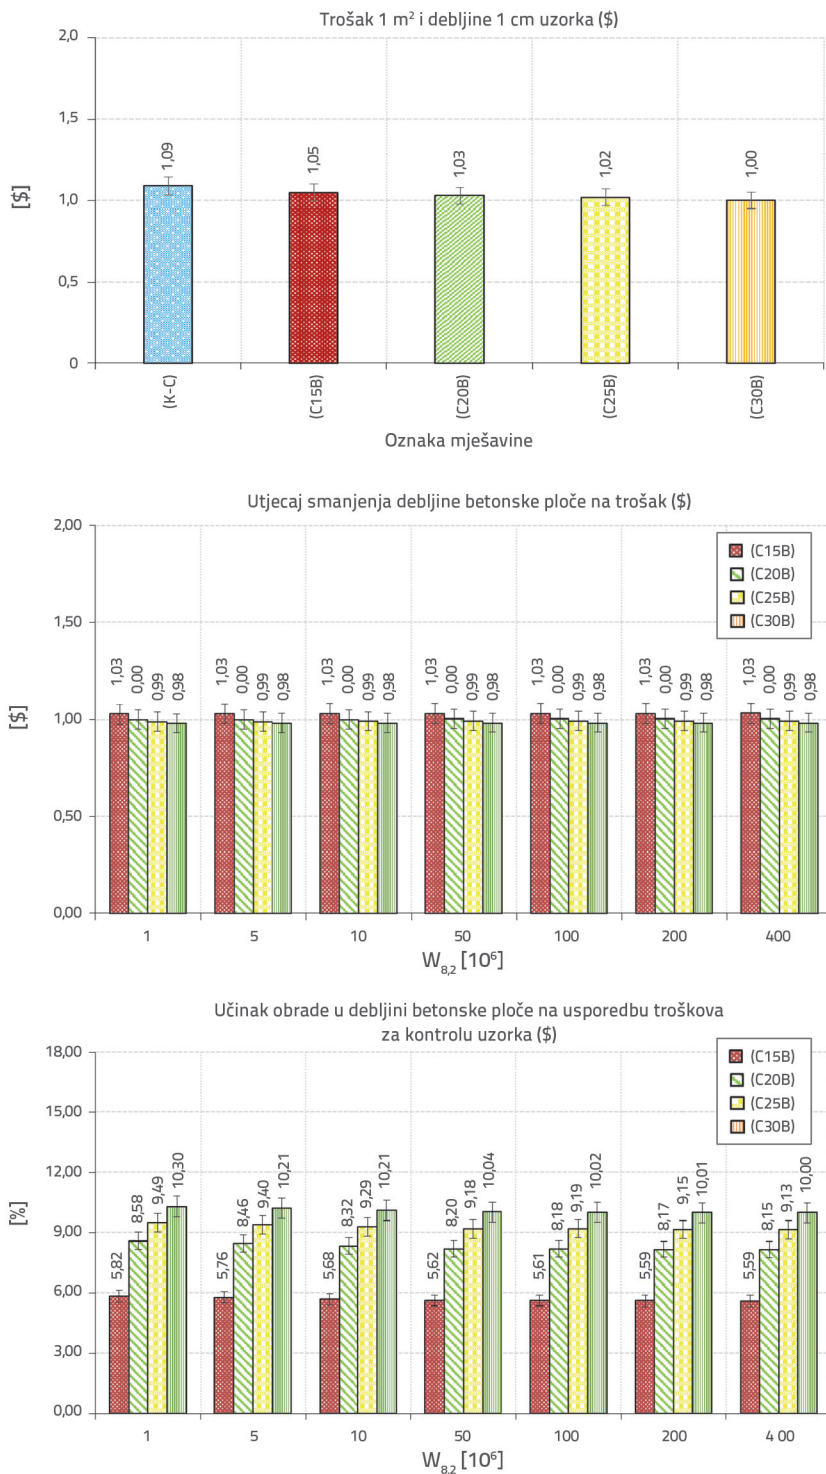 Trošak 1 m² i debljine 1 cm uzorka ($)
2,0
1,5
1,0
0,5
0
[$]
1,09
1,05
1,03
1,02
1,00
(K-C)
(C15B)
(C20B)
(C25B)
(C30B)
Oznaka mješavine
Utjecaj smanjenja debljine betonske ploče na trošak ($)
2,00
1,50
1,00
0,50
0,00
[$]
(C15B)
(C20B)
(C25B)
(C30B)
1,03 0,00 0,99 0,98
1,03 0,00 0,99 0,98
1,03 0,00 0,99 0,98
1,03 0,00 0,99 0,98
1,03 0,00 0,99 0,98
1,03 0,00 0,99 0,98
1,03 0,00 0,99 0,98
1 5 10 50 100 200 400
W8,2 [10⁶]
Učinak obrade u debljini betonske ploče na usporedbu troškova
za kontrolu uzorka ($)
18,00
15,00
12,00
9,00
6,00
3,00
0,00
[%]
(C15B)
(C20B)
(C25B)
(C30B)
5,82 8,58 9,49 10,30
5,76 8,46 9,40 10,21
5,68 8,32 9,29 10,21
5,62 8,20 9,18 10,04
5,61 8,18 9,19 10,02
5,59 8,17 9,15 10,01
5,59 8,15 9,13 10,00
1 5 10 50 100 200 4 00
W8,2 [10⁶]